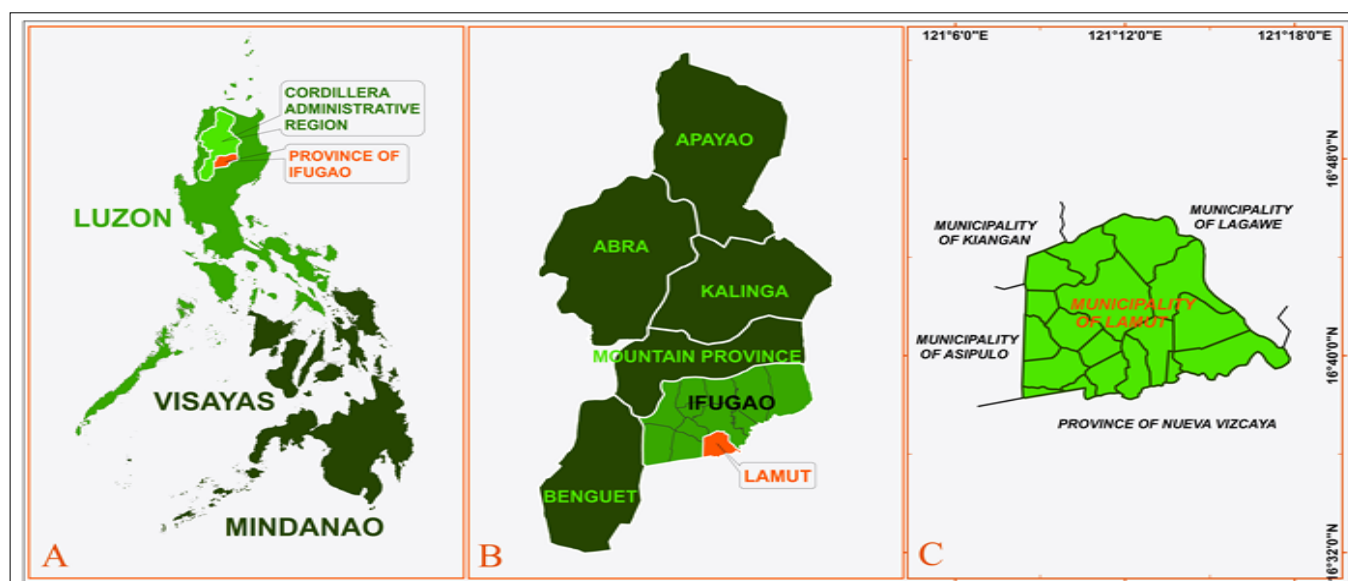 CORDILLERA
ADMINISTRATIVE
REGION
PROVINCE OF
IFUGAO
LUZON
VISAYAS
MINDANAO
A
APAYAO
ABRA
KALINGA
MOUNTAIN PROVINCE
IFUGAO
LAMUT
BENGUET
B
121°6'0"E
121°12'0"E
121°18'0"E
16°48'0"N
MUNICIPALITY
OF KIANGAN
MUNICIPALITY
OF LAGAWE
MUNICIPALITY
OF LAMUT
MUNICIPALITY
OF ASIPULO
16°40'0"N
PROVINCE OF NUEVA VIZCAYA
16°32'0"N
C